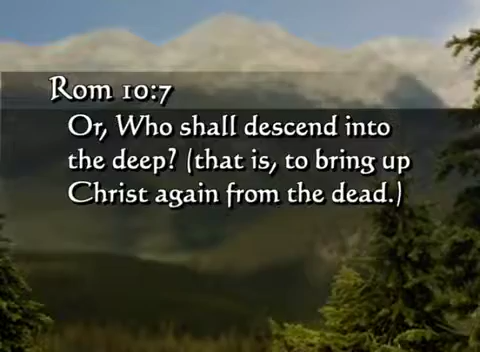 Rom 10:7
Or, Who shall descend into
the deep? (that is, to bring up
Christ again from the dead.)